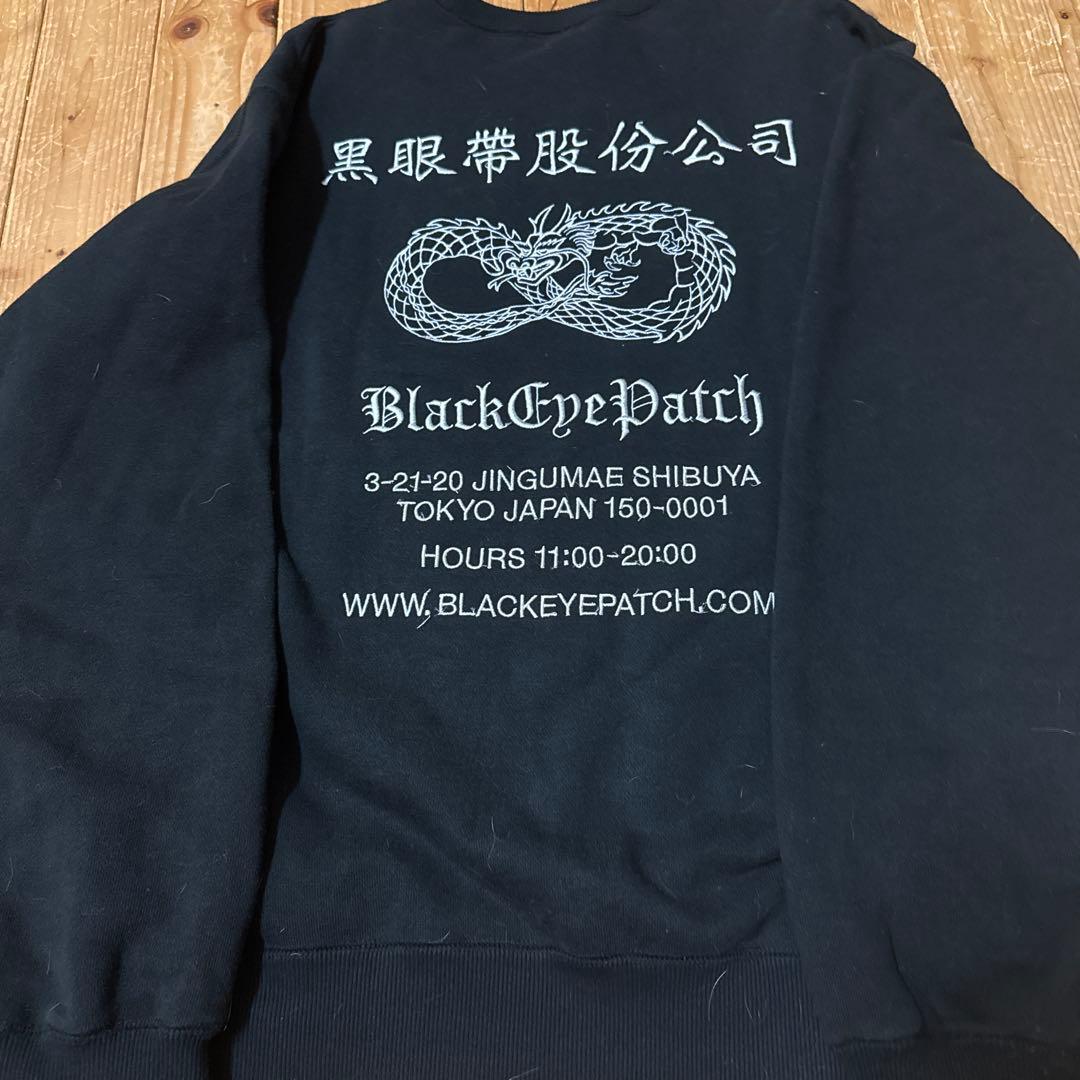 黒眼帶股份公司
BlackEyePatch
3-21-20 JINGUMAE SHIBUYA
TOKYO JAPAN 150-0001
HOURS 11:00-20:00
WWW.BLACKEYEPATCH.COM